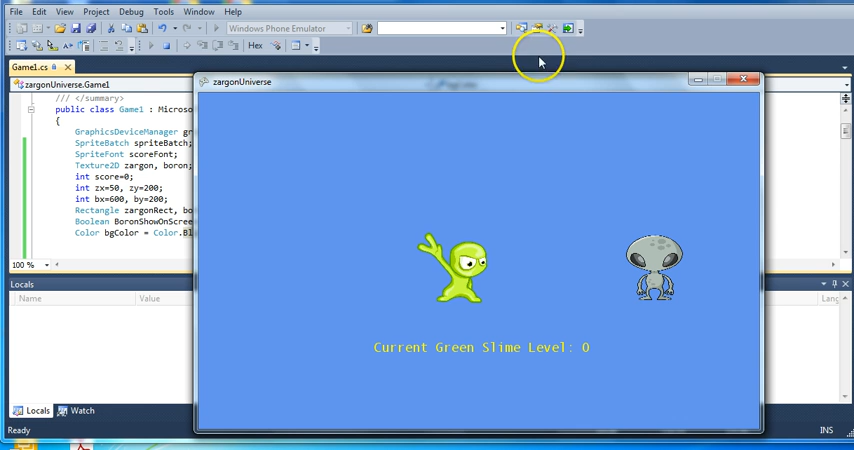 File Edit View Project Debug Tools Window Help
Windows Phone Emulator
Hex
Game1.cs
zargonUniverse.Game1
zargonUniverse
/// </summary>
public class Game1 : Microso
{
GraphicsDeviceManager gr
SpriteBatch spriteBatch;
SpriteFont scoreFont;
Texture2D zargon, boron;
int score=0;
int zx=50, zy=200;
int bx=600, by=200;
Rectangle zargonRect, bo
Boolean BoronShowOnScree
Color bgColor = Color.Bl
100 %
Current Green Slime Level: 0
Locals
Name Value Lang
Locals Watch
Ready INS